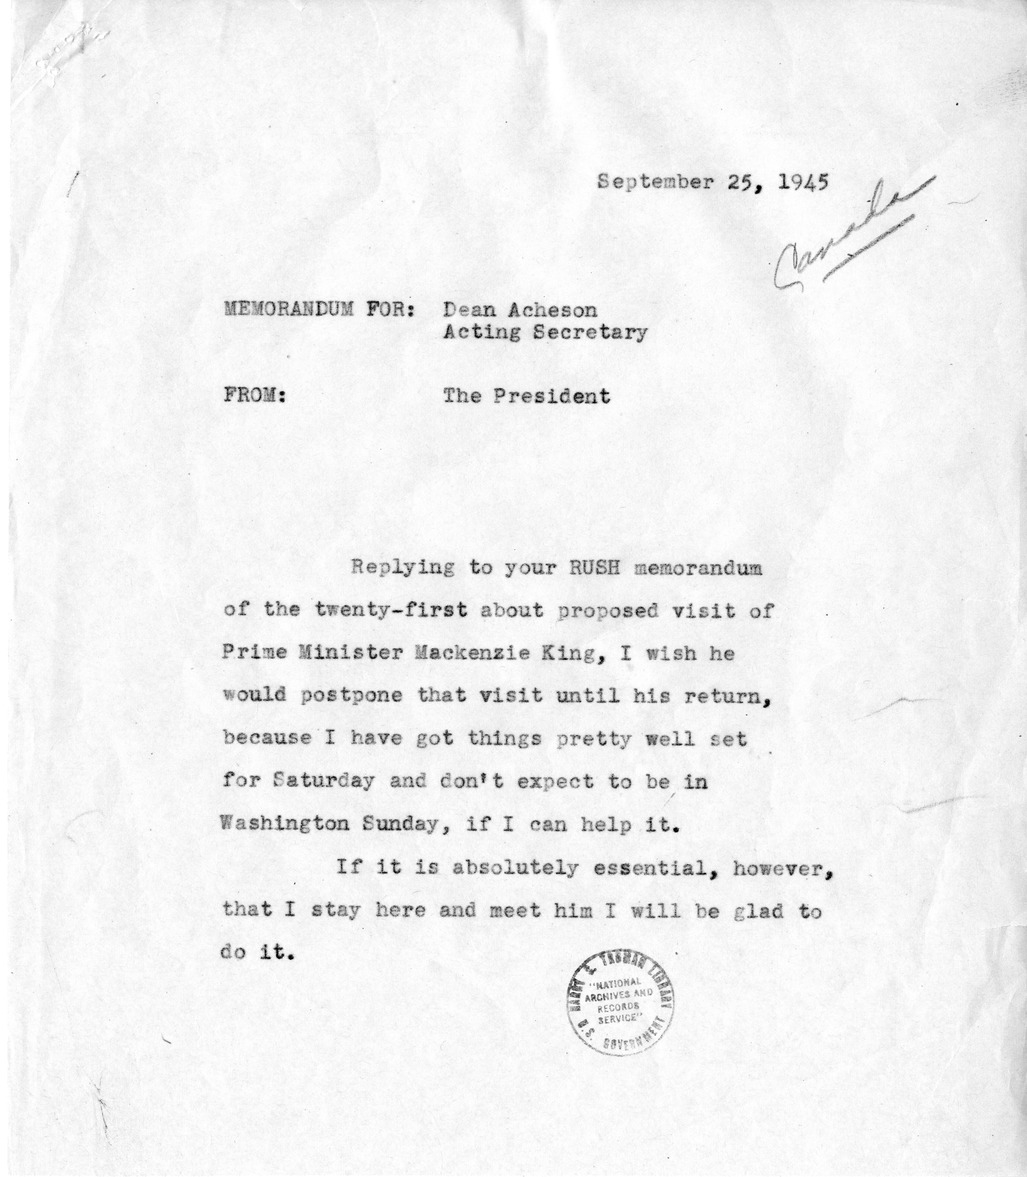 September 25, 1945
Canada
MEMORANDUM FOR: Dean Acheson
Acting Secretary
FROM: The President
Replying to your RUSH memorandum
of the twenty-first about proposed visit of
Prime Minister Mackenzie King, I wish he
would postpone that visit until his return,
because I have got things pretty well set
for Saturday and don't expect to be in
Washington Sunday, if I can help it.
If it is absolutely essential, however,
that I stay here and meet him I will be glad to
do it.
HARRY S. TRUMAN LIBRARY
"NATIONAL
ARCHIVES AND
RECORDS
SERVICE"
U.S. GOVERNMENT